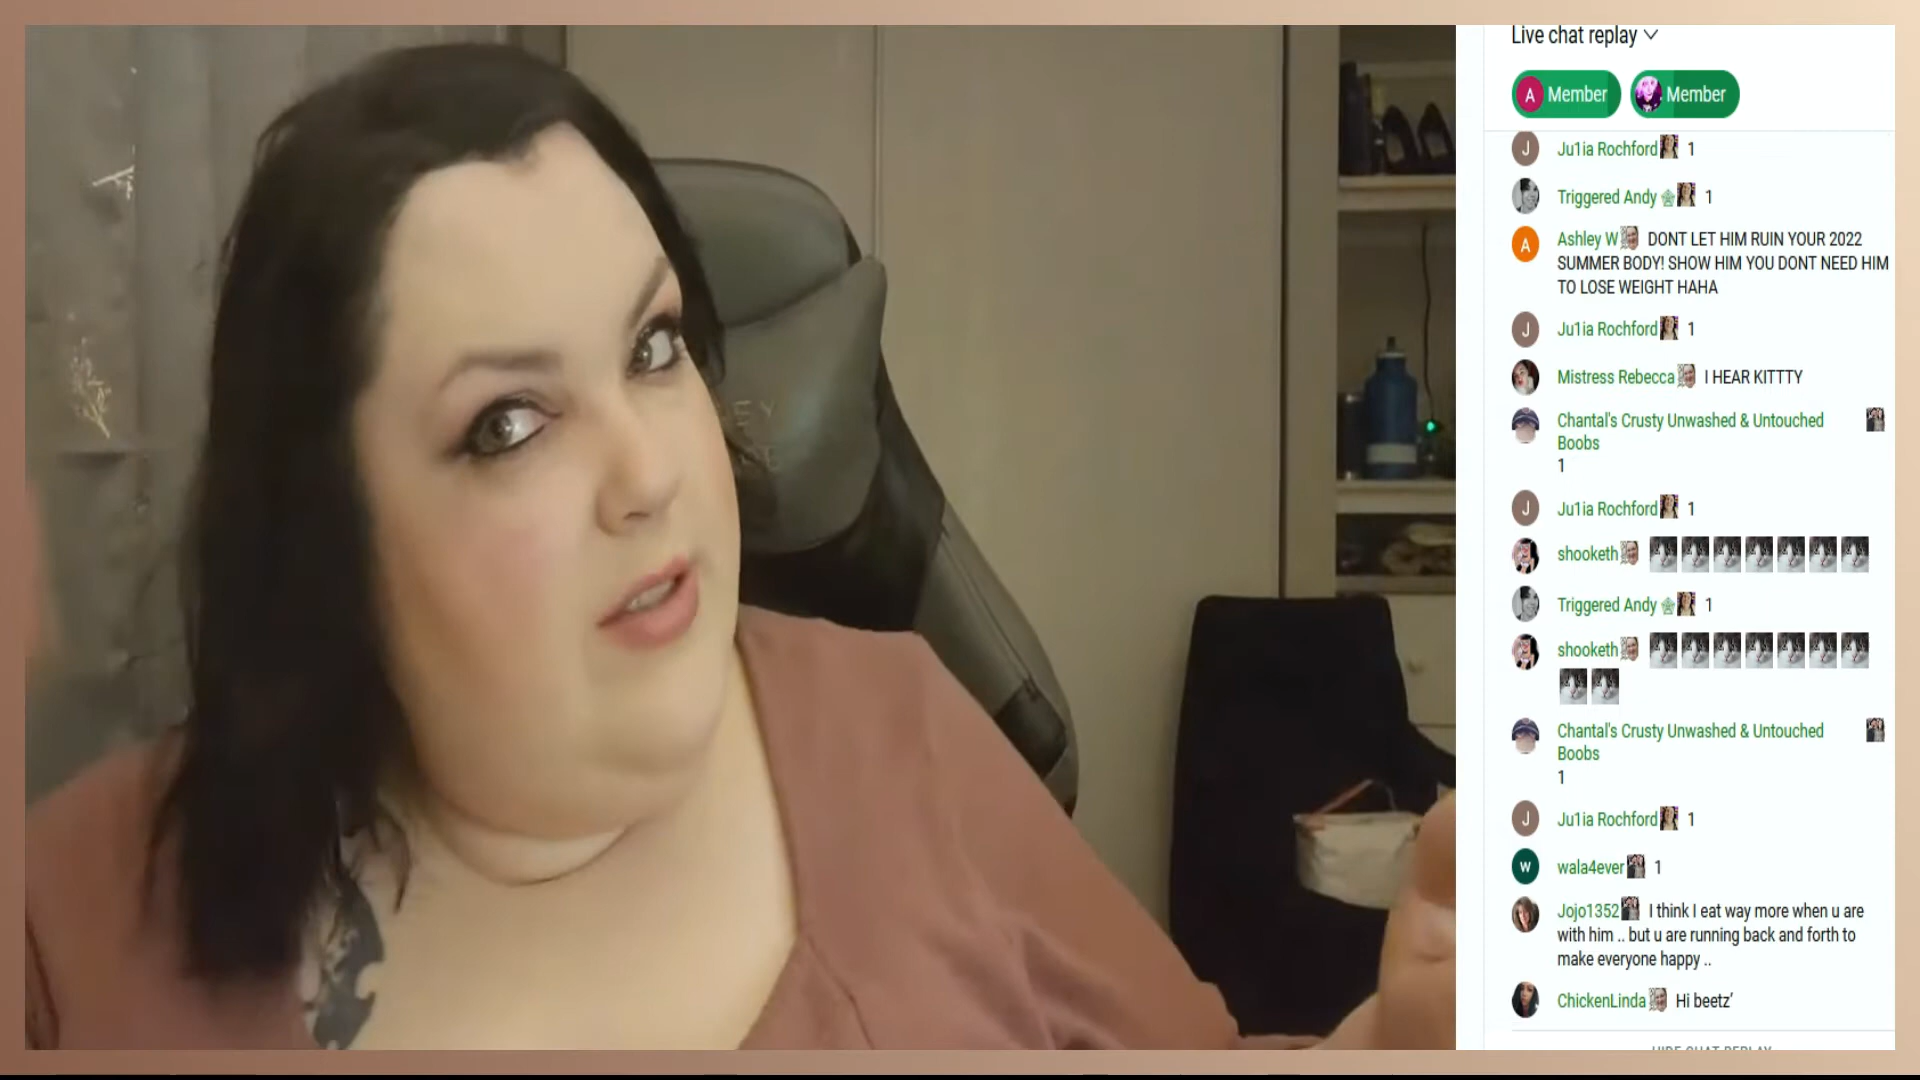 Live chat replay
A Member
Member
J Ju1ia Rochford 1
Triggered Andy 1
A Ashley W DONT LET HIM RUIN YOUR 2022
SUMMER BODY! SHOW HIM YOU DONT NEED HIM
TO LOSE WEIGHT HAHA
J Ju1ia Rochford 1
Mistress Rebecca I HEAR KITTTY
Chantal's Crusty Unwashed & Untouched
Boobs
1
J Ju1ia Rochford 1
shooketh
Triggered Andy 1
shooketh
Chantal's Crusty Unwashed & Untouched
Boobs
1
J Ju1ia Rochford 1
W wala4ever 1
Jojo1352 I think I eat way more when u are
with him .. but u are running back and forth to
make everyone happy ..
ChickenLinda Hi beetz'
HIDE CHAT REPLAY